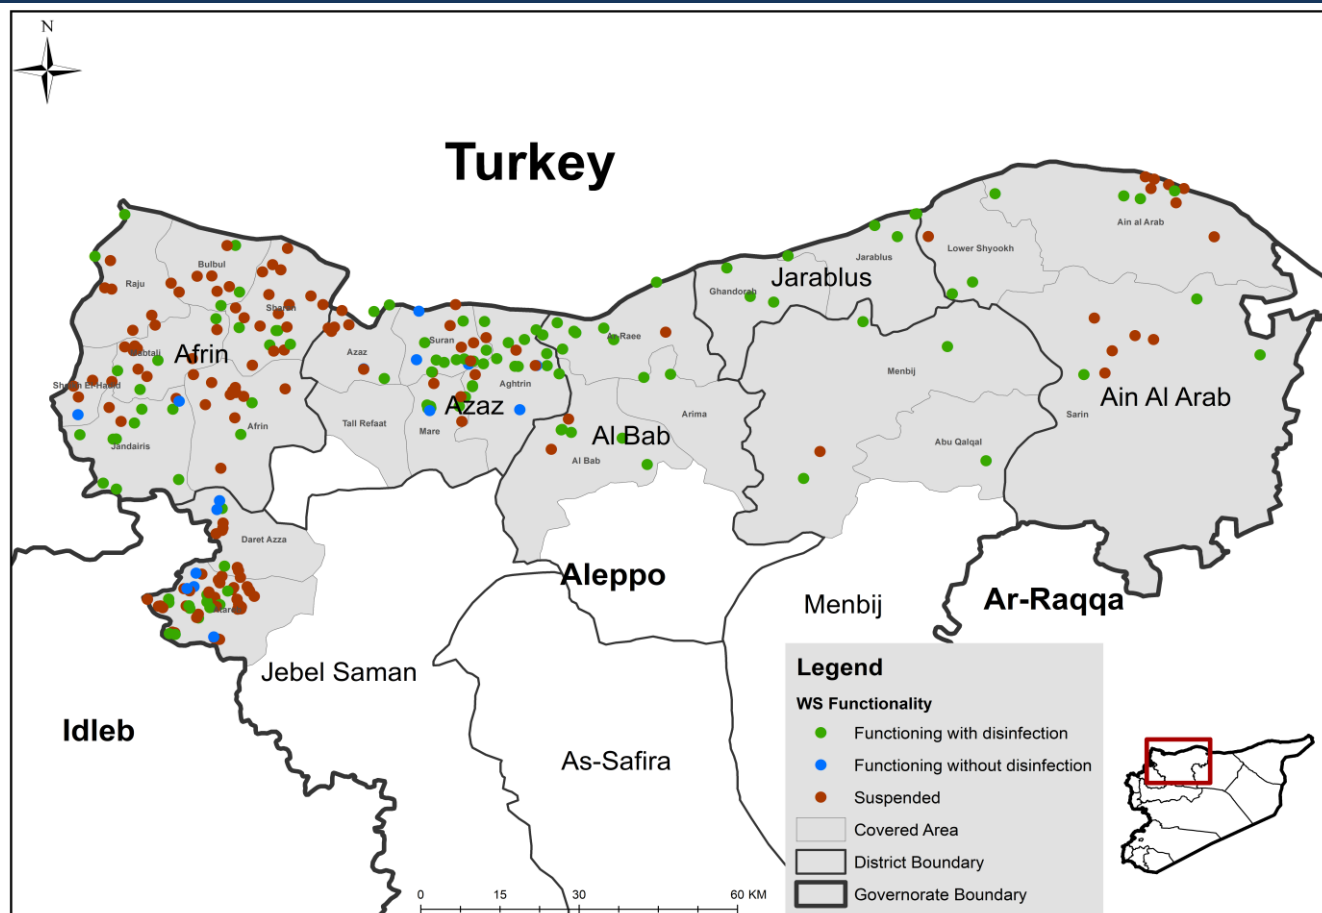 N
Turkey
Raju
Bulbul
Sharan
Afrin
Jandairis
Afrin
Azaz
Suran
Aghtrin
Azaz
Tall Refaat
Mare
Ar-Raee
Al Bab
Al Bab
Arima
Ghandorah
Jarablus
Jarablus
Lower Shyookh
Ain al Arab
Menbij
Abu Qalqal
Sarin
Ain Al Arab
Daret Azza
Aleppo
Menbij
Ar-Raqqa
Jebel Saman
As-Safira
Idleb
Legend
WS Functionality
Functioning with disinfection
Functioning without disinfection
Suspended
Covered Area
District Boundary
Governorate Boundary
0 15 30 60 KM